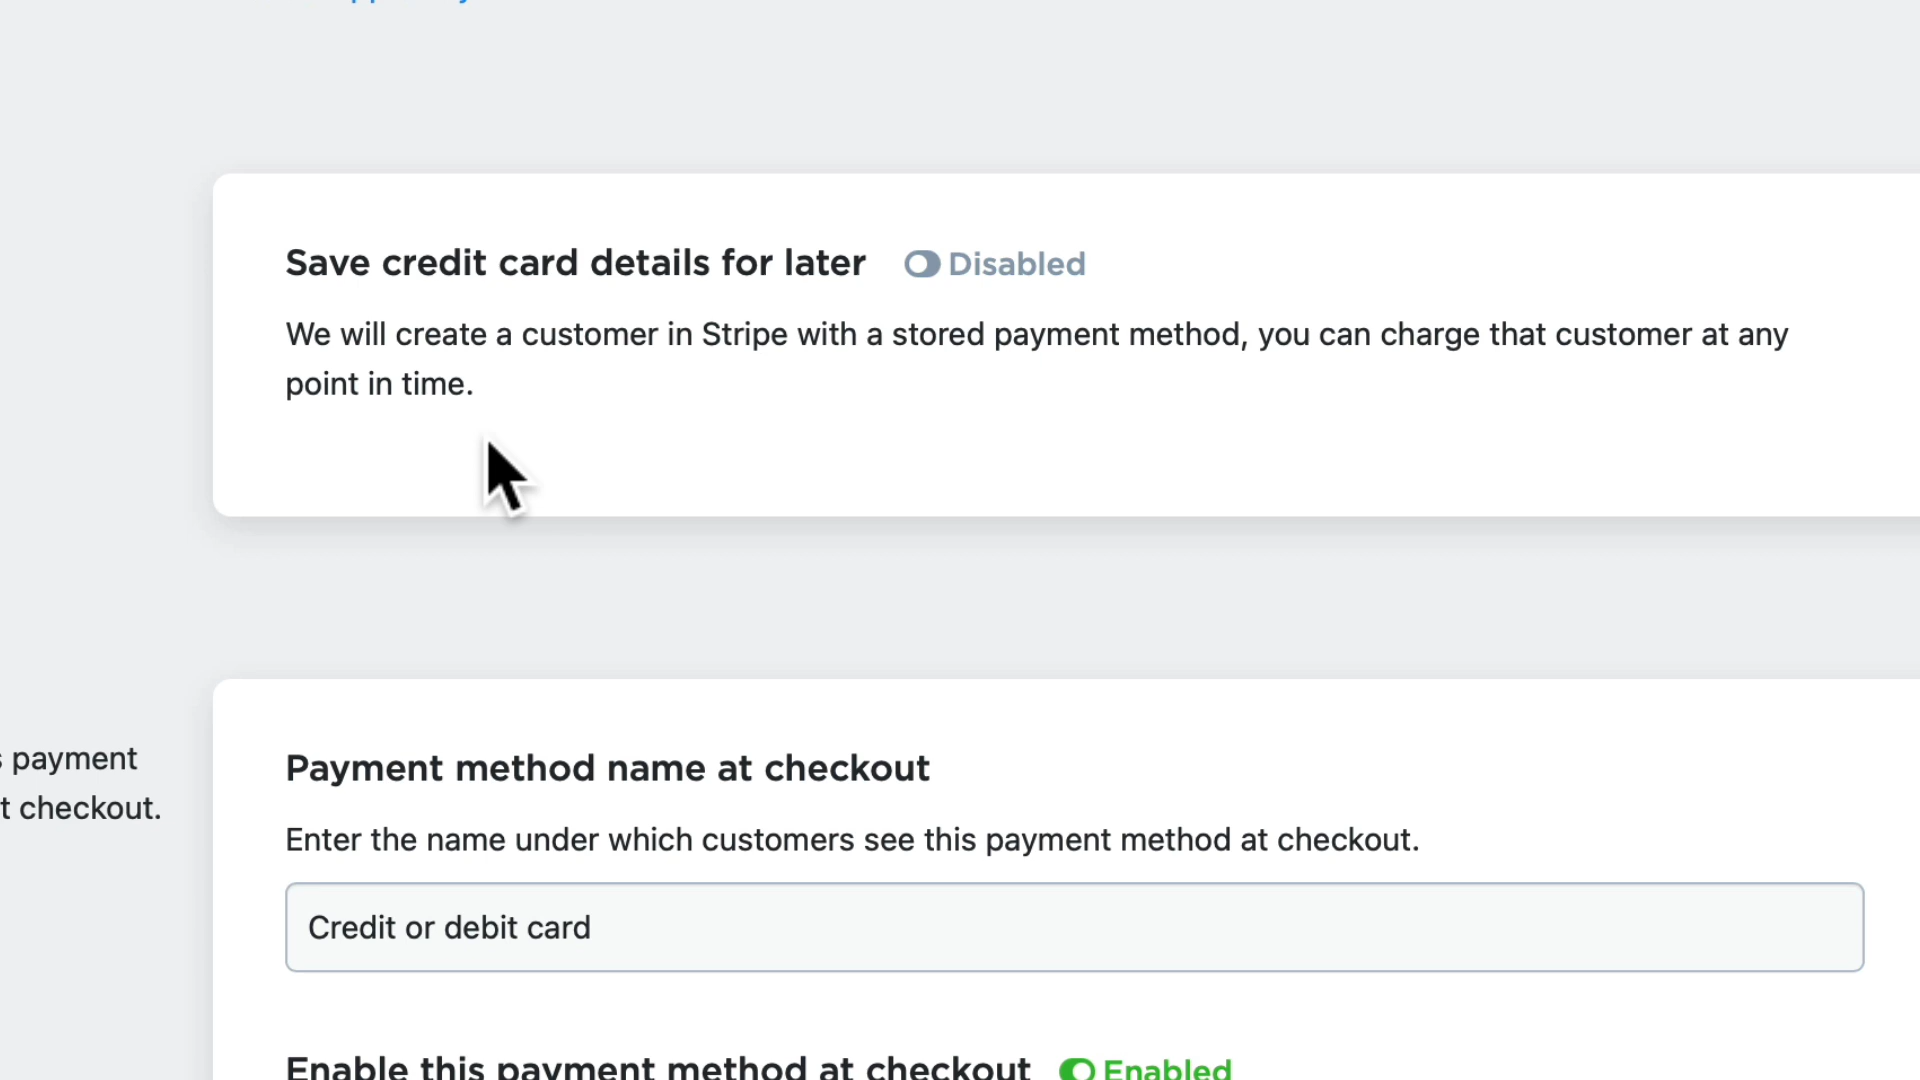 Save credit card details for later Disabled
We will create a customer in Stripe with a stored payment method, you can charge that customer at any
point in time.
payment
t checkout.
Payment method name at checkout
Enter the name under which customers see this payment method at checkout.
Credit or debit card
Enable this payment method at checkout Enabled